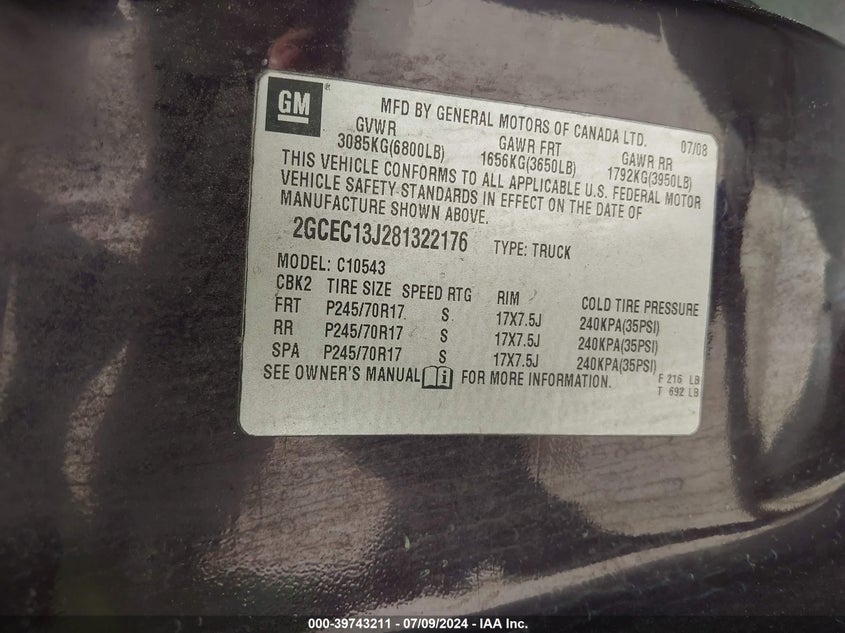 GM
MFD BY GENERAL MOTORS OF CANADA LTD. 07/08
GVWR GAWR FRT GAWR RR
3085KG(6800LB) 1656KG(3650LB) 1792KG(3950LB)
THIS VEHICLE CONFORMS TO ALL APPLICABLE U.S. FEDERAL MOTOR
VEHICLE SAFETY STANDARDS IN EFFECT ON THE DATE OF
MANUFACTURE SHOWN ABOVE.
2GCEC13J281322176 TYPE: TRUCK
MODEL: C10543
CBK2 TIRE SIZE SPEED RTG RIM COLD TIRE PRESSURE
FRT P245/70R17 S 17X7.5J 240KPA(35PSI)
RR P245/70R17 S 17X7.5J 240KPA(35PSI)
SPA P245/70R17 S 17X7.5J 240KPA(35PSI)
SEE OWNER'S MANUAL FOR MORE INFORMATION. F 216 LB
T 692 LB
000-39743211 - 07/09/2024 - IAA Inc.